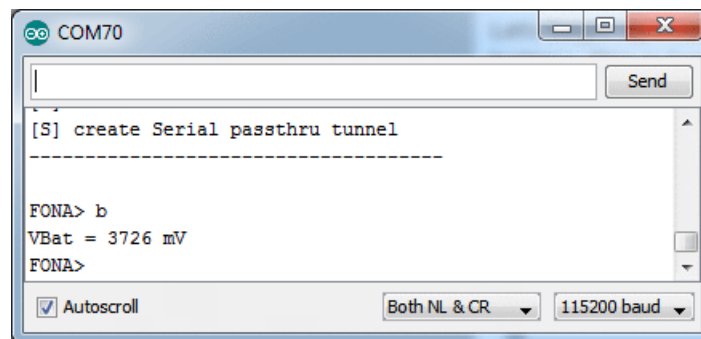 COM70
Send
[S] create Serial passthru tunnel
-------------------------------------
FONA> b
VBat = 3726 mV
FONA>
Autoscroll
Both NL & CR
115200 baud